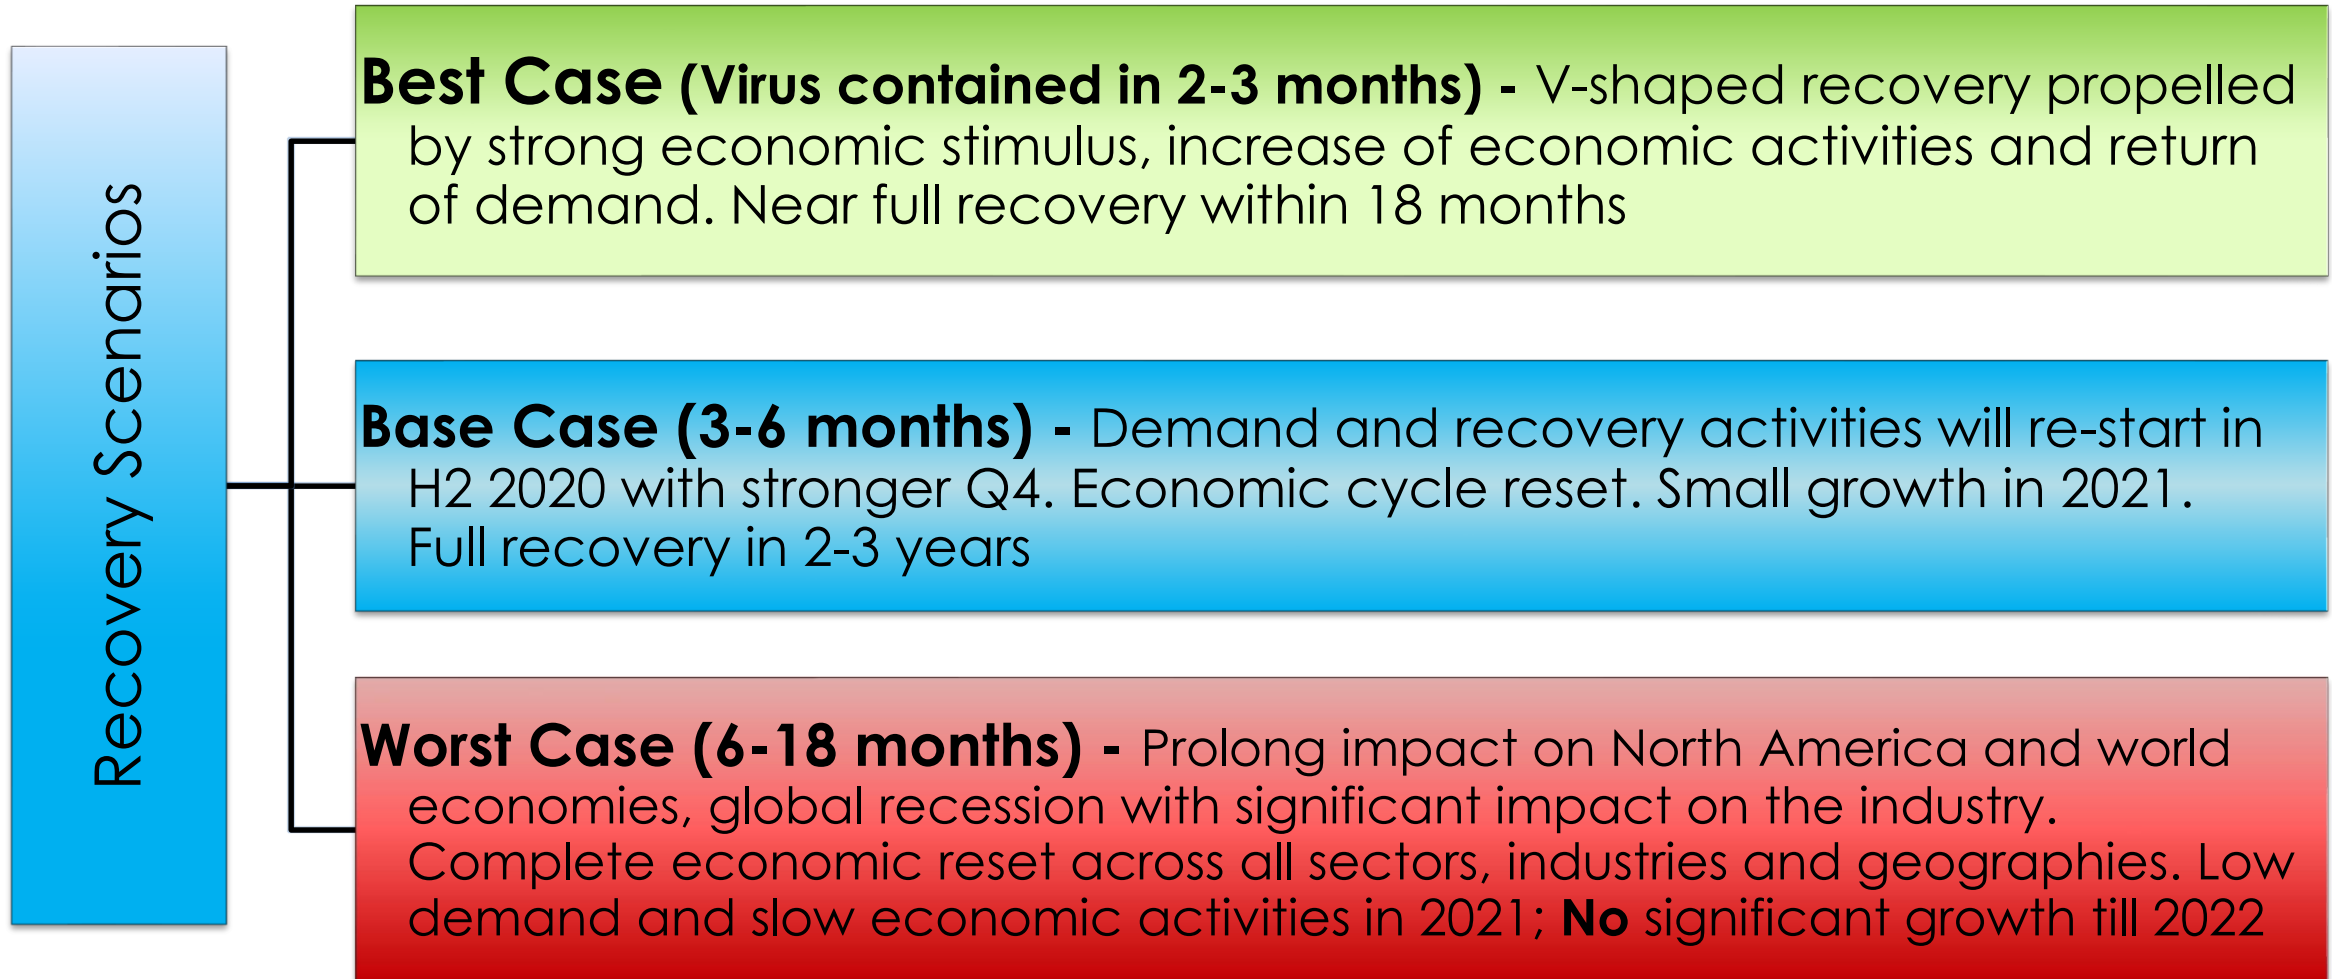 Recovery Scenarios
Best Case (Virus contained in 2-3 months) - V-shaped recovery propelled
by strong economic stimulus, increase of economic activities and return
of demand. Near full recovery within 18 months
Base Case (3-6 months) - Demand and recovery activities will re-start in
H2 2020 with stronger Q4. Economic cycle reset. Small growth in 2021.
Full recovery in 2-3 years
Worst Case (6-18 months) - Prolong impact on North America and world
economies, global recession with significant impact on the industry.
Complete economic reset across all sectors, industries and geographies. Low
demand and slow economic activities in 2021; No significant growth till 2022